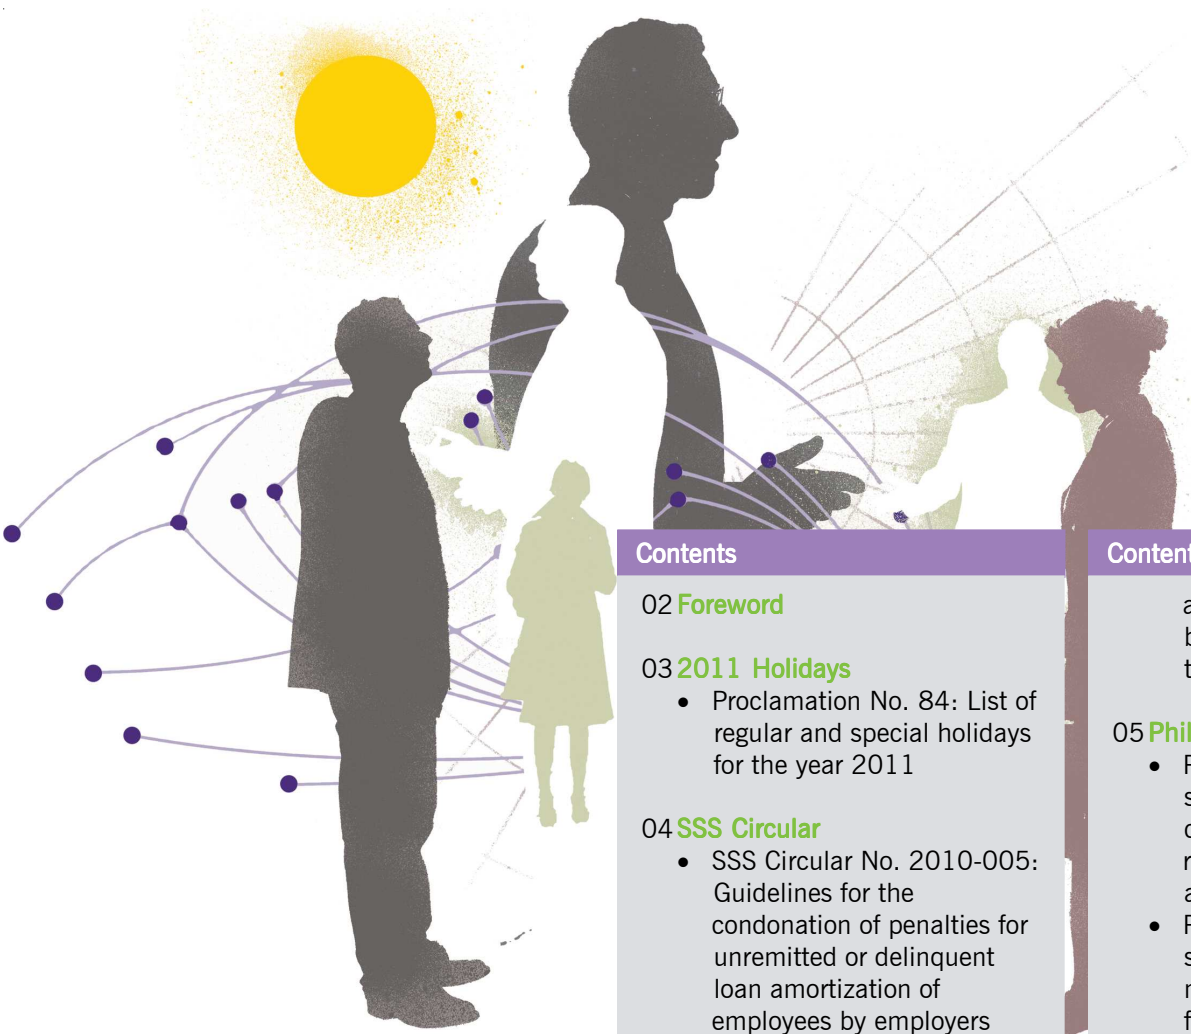 Contents
02 Foreword
03 2011 Holidays
• Proclamation No. 84: List of
regular and special holidays
for the year 2011
04 SSS Circular
• SSS Circular No. 2010-005:
Guidelines for the
condonation of penalties for
unremitted or delinquent
loan amortization of
employees by employers
05